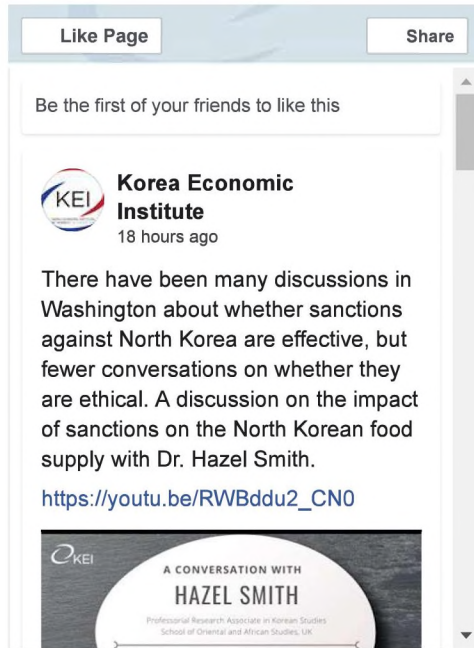 Like Page
Share
Be the first of your friends to like this
KEI
Korea Economic
Institute
18 hours ago
There have been many discussions in
Washington about whether sanctions
against North Korea are effective, but
fewer conversations on whether they
are ethical. A discussion on the impact
of sanctions on the North Korean food
supply with Dr. Hazel Smith.
https://youtu.be/RWBddu2_CN0
KEI
A CONVERSATION WITH
HAZEL SMITH
Professorial Research Associate in Korean Studies
School of Oriental and African Studies, UK